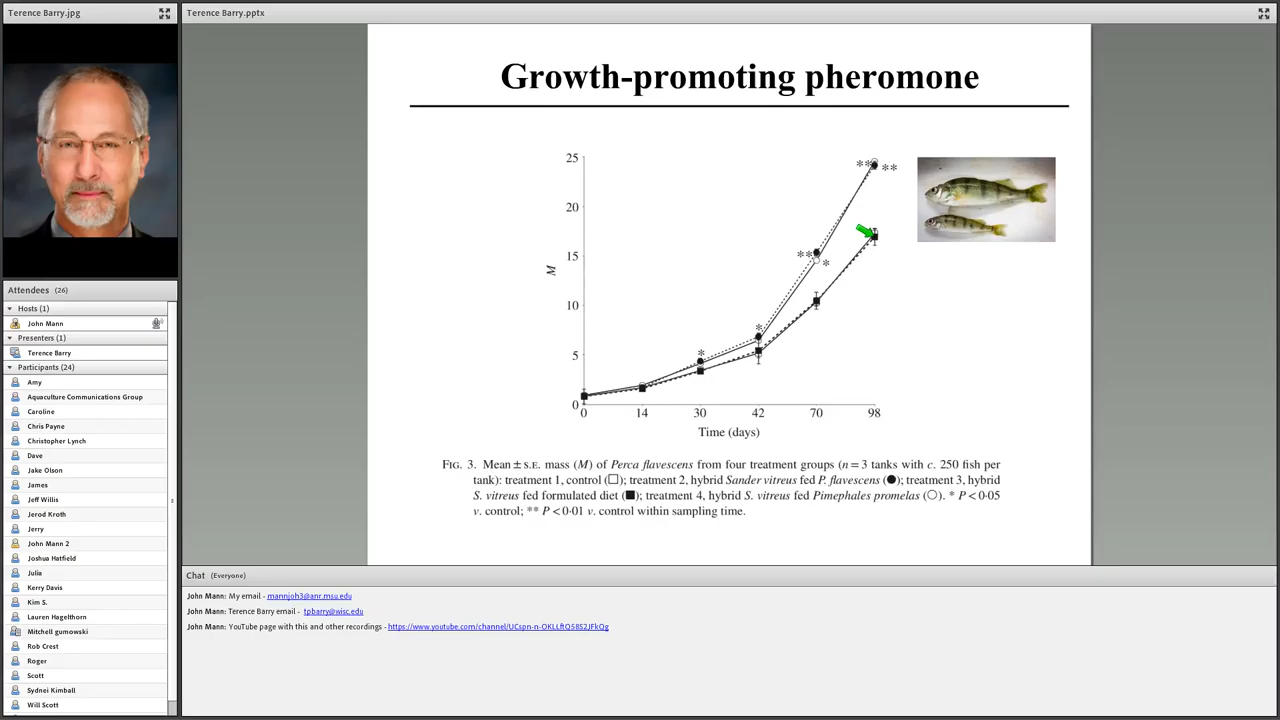 Terence Barry.jpg
Attendees (26)
Hosts (1)
John Mann
Presenters (1)
Terence Barry
Participants (24)
Amy
Aquaculture Communications Group
Caroline
Chris Payne
Christopher Lynch
Dave
Jake Olson
James
Jeff Willis
Jerod Kroth
Jerry
John Mann 2
Joshua Hatfield
Julia
Kerry Davis
Kim S.
Lauren Hagelthorn
Mitchell gumowski
Rob Crest
Roger
Scott
Sydnei Kimball
Will Scott
Terence Barry.pptx
Growth-promoting pheromone
25
20
15
10
5
0
M
** **
** *
*
*
0 14 30 42 70 98
Time (days)
FIG. 3. Mean ± S.E. mass (M) of Perca flavescens from four treatment groups (n = 3 tanks with c. 250 fish per
tank): treatment 1, control (□); treatment 2, hybrid Sander vitreus fed P. flavescens (●); treatment 3, hybrid
S. vitreus fed formulated diet (■); treatment 4, hybrid S. vitreus fed Pimephales promelas (○). * P < 0·05
v. control; ** P < 0·01 v. control within sampling time.
Chat (Everyone)
John Mann: My email - mannjoh3@anr.msu.edu
John Mann: Terence Barry email - tpbarry@wisc.edu
John Mann: YouTube page with this and other recordings -